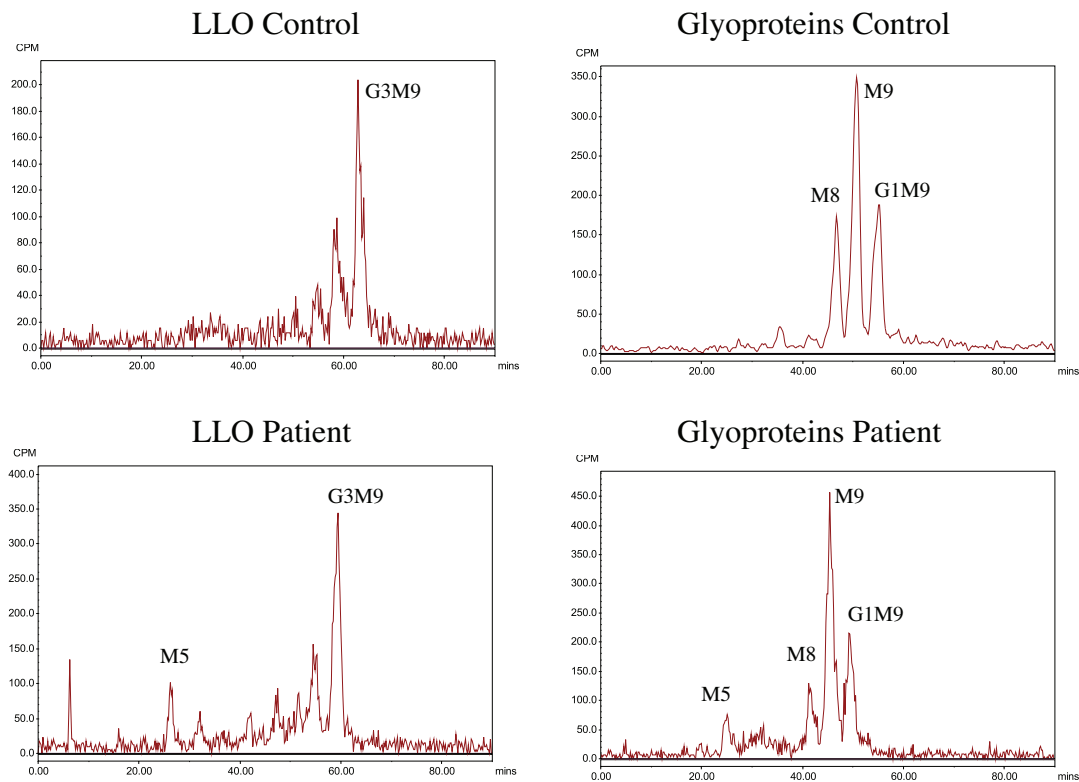 LLO Control
CPM
200.0
180.0
160.0
140.0
120.0
100.0
80.0
60.0
40.0
20.0
0.0
G3M9
0.00 20.00 40.00 60.00 80.00 mins
Glyoproteins Control
CPM
350.0
300.0
250.0
200.0
150.0
100.0
50.0
0.0
M9
M8
G1M9
0.00 20.00 40.00 60.00 80.00 mins
LLO Patient
CPM
400.0
350.0
300.0
250.0
200.0
150.0
100.0
50.0
0.0
G3M9
M5
0.00 20.00 40.00 60.00 80.00 mins
Glyoproteins Patient
CPM
450.0
400.0
350.0
300.0
250.0
200.0
150.0
100.0
50.0
0.0
M9
G1M9
M8
M5
0.00 20.00 40.00 60.00 80.00 mins